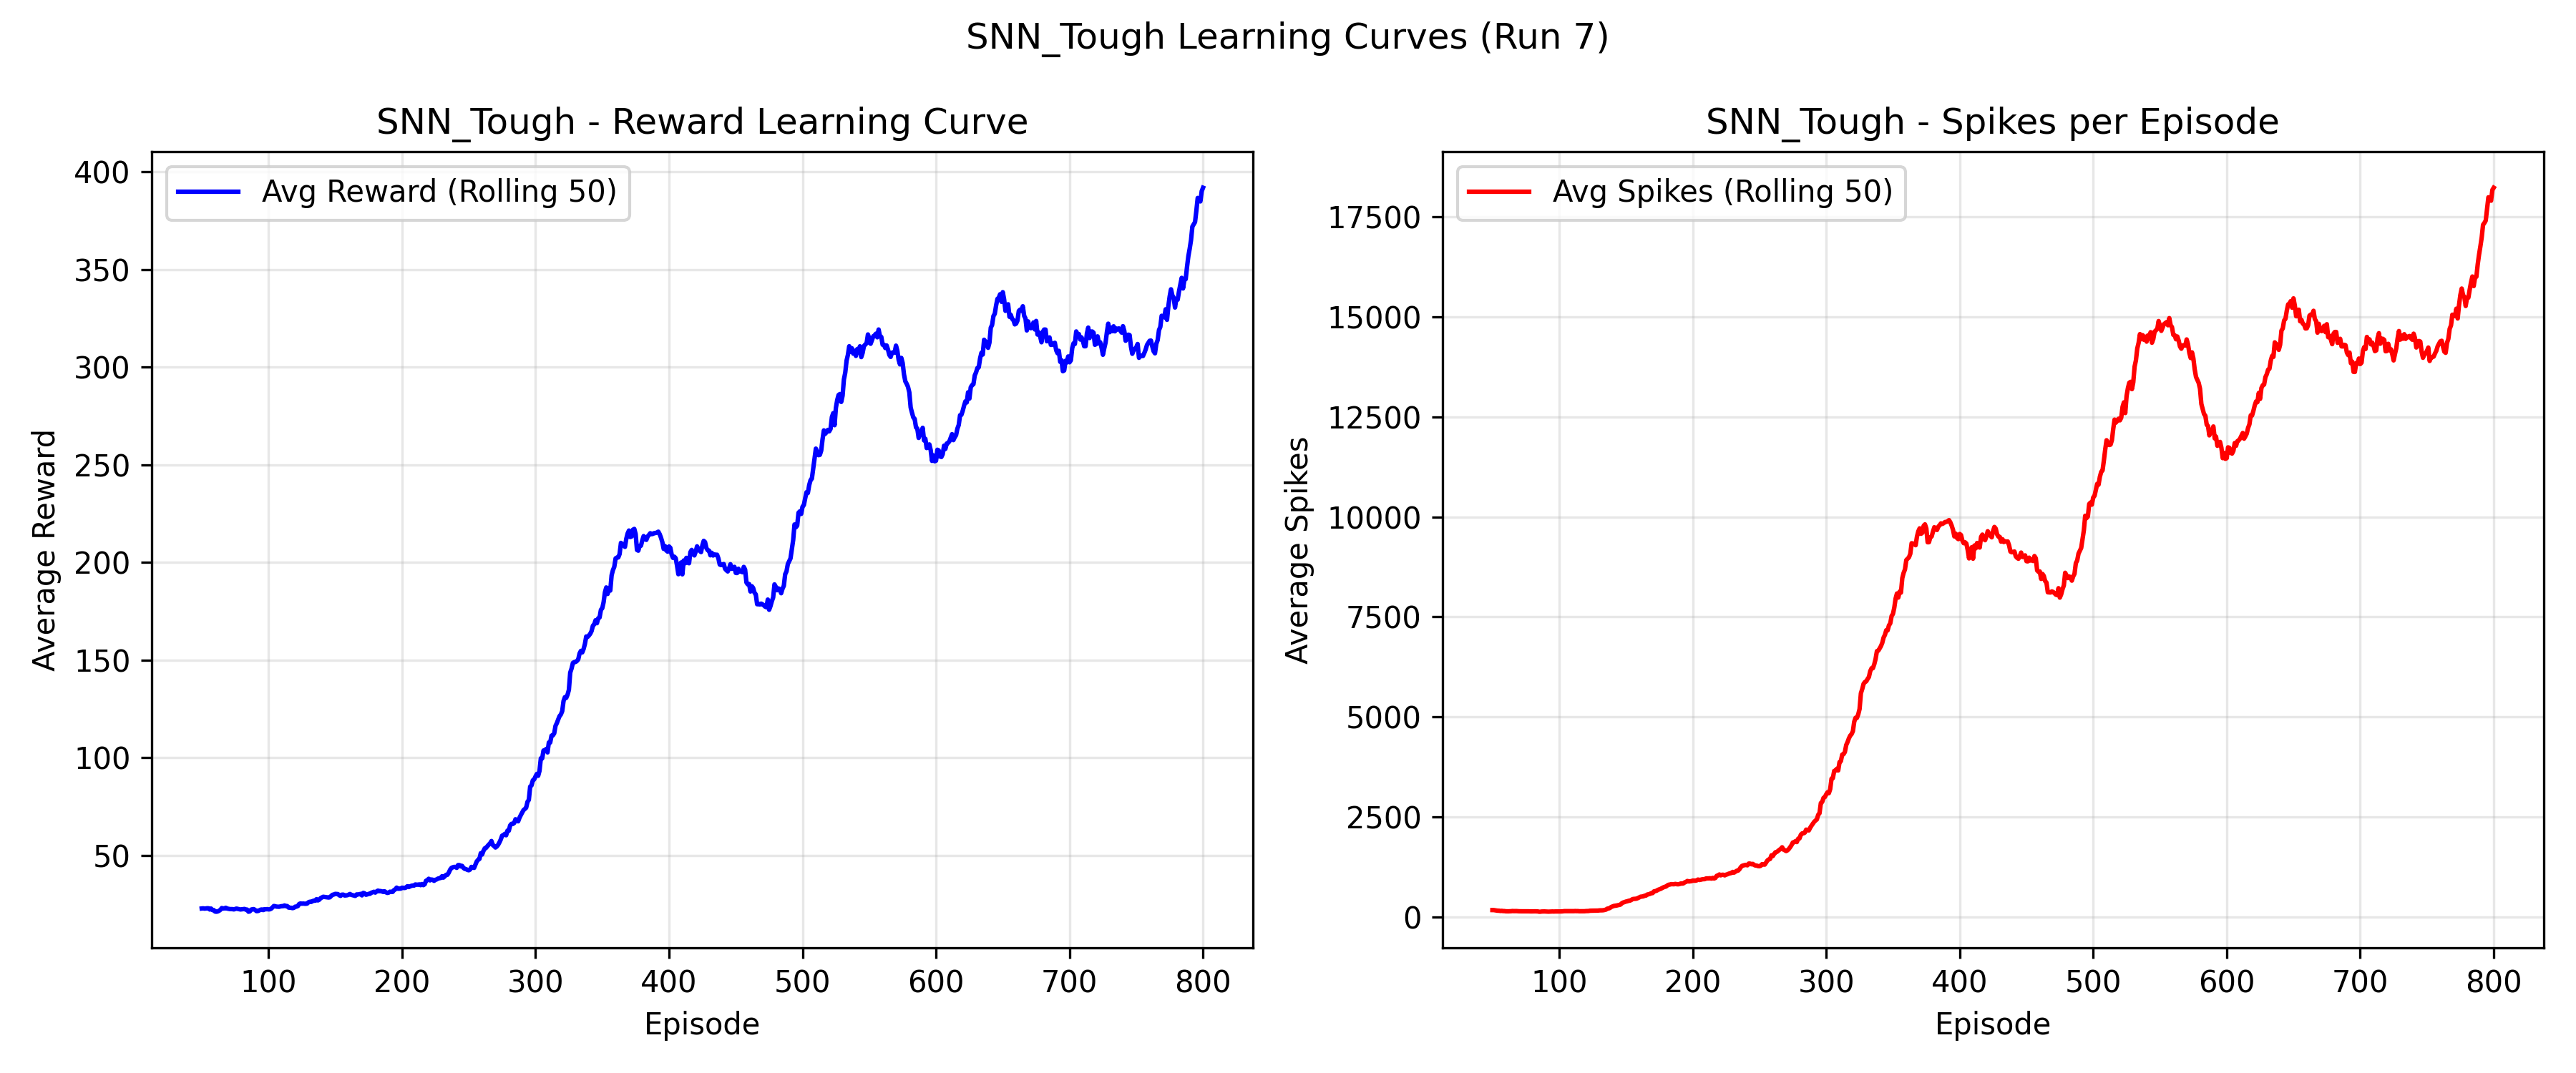 SNN_Tough Learning Curves (Run 7)
SNN_Tough - Reward Learning Curve
Avg Reward (Rolling 50)
400
350
300
250
200
150
100
50
Average Reward
100 200 300 400 500 600 700 800
Episode
SNN_Tough - Spikes per Episode
Avg Spikes (Rolling 50)
17500
15000
12500
10000
7500
5000
2500
0
Average Spikes
100 200 300 400 500 600 700 800
Episode